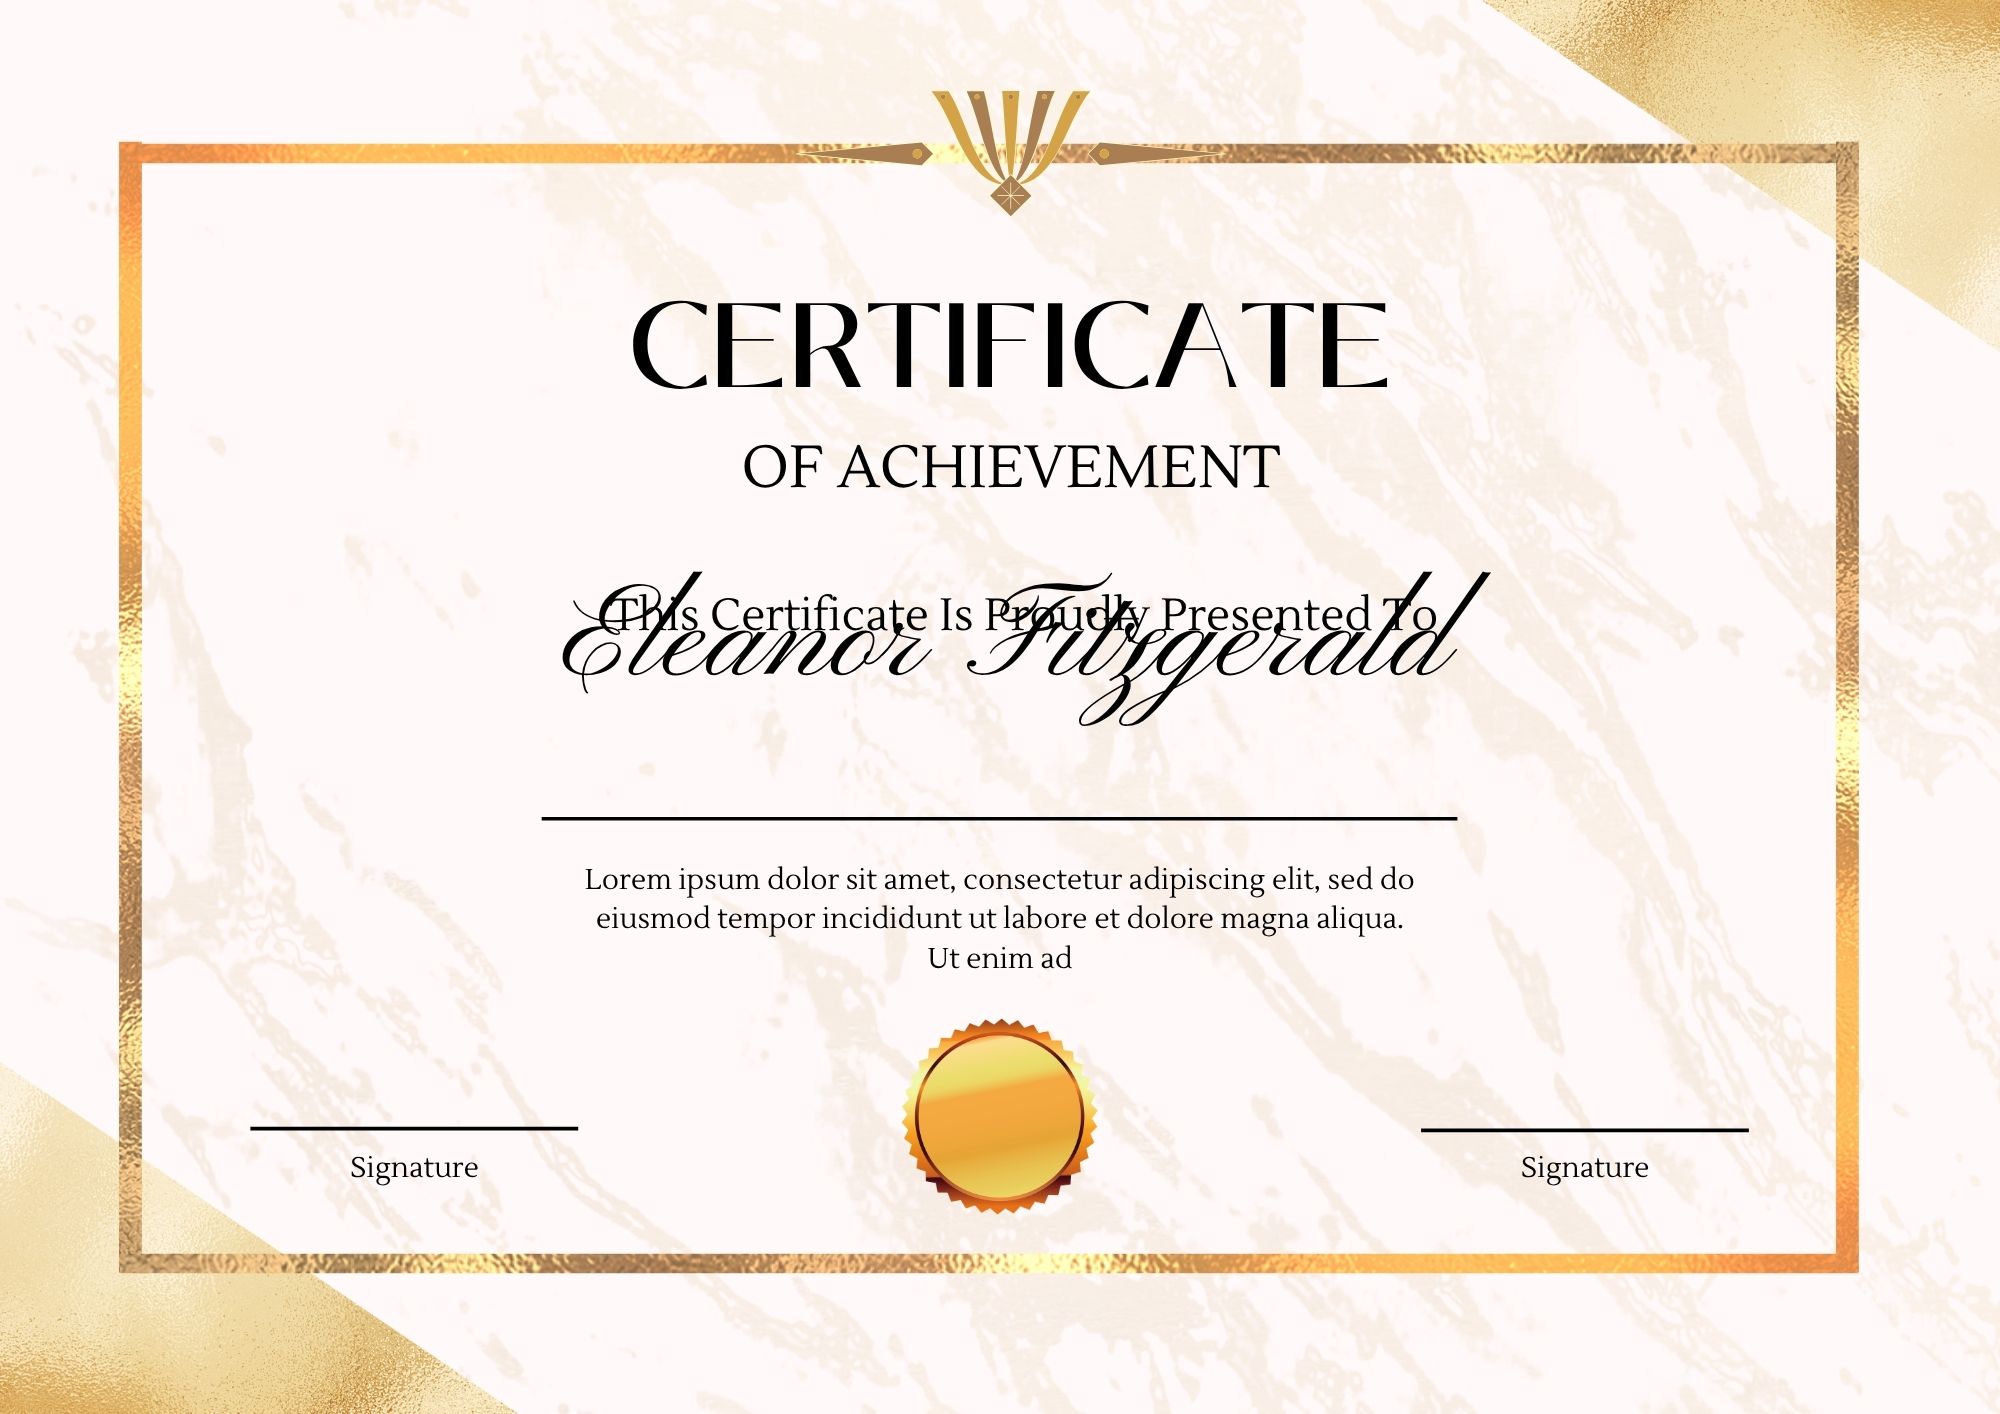 CERTIFICATE
OF ACHIEVEMENT
This Certificate Is Proudly Presented To
Eleanor Fitzgerald
Lorem ipsum dolor sit amet, consectetur adipiscing elit, sed do
eiusmod tempor incididunt ut labore et dolore magna aliqua.
Ut enim ad
Signature
Signature